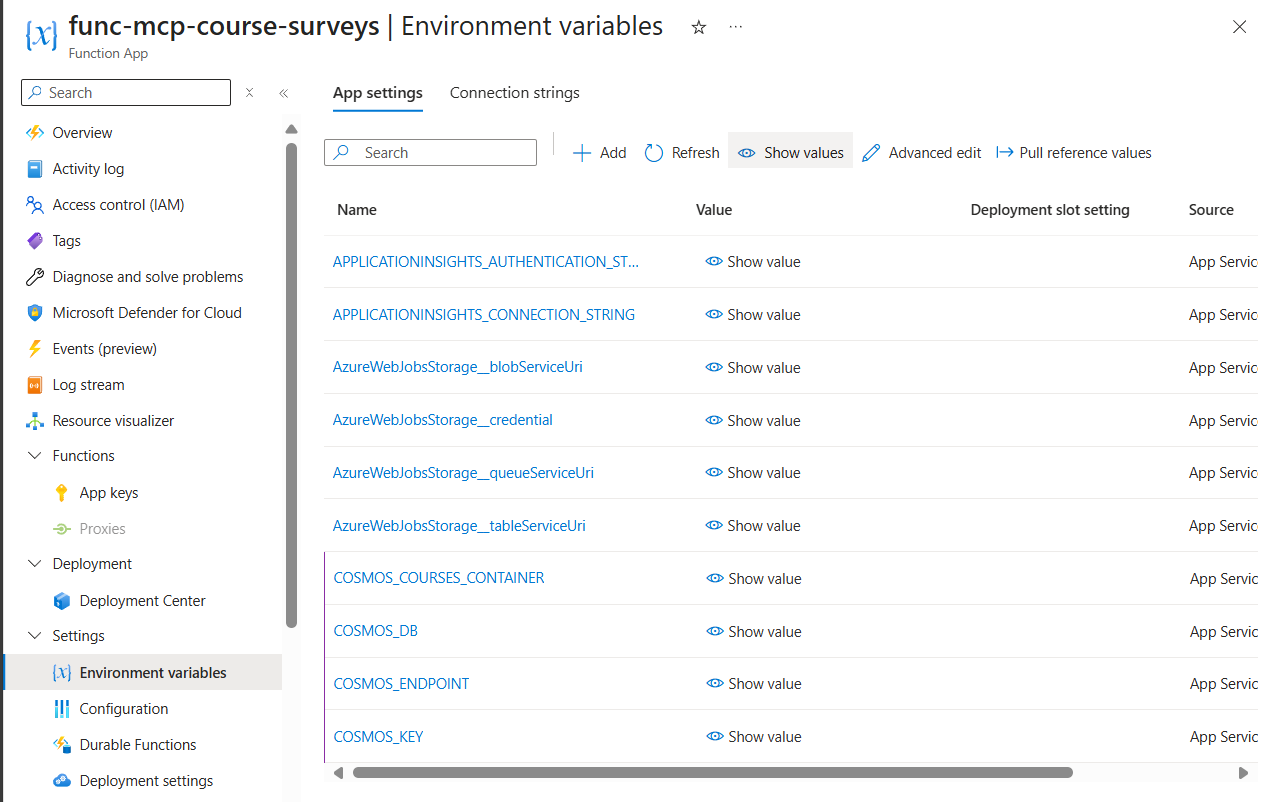 func-mcp-course-surveys | Environment variables
Function App
Search
App settings
Connection strings
Search
Add
Refresh
Show values
Advanced edit
Pull reference values
Overview
Activity log
Access control (IAM)
Tags
Diagnose and solve problems
Microsoft Defender for Cloud
Events (preview)
Log stream
Resource visualizer
Functions
App keys
Proxies
Deployment
Deployment Center
Settings
Environment variables
Configuration
Durable Functions
Deployment settings
Name Value Deployment slot setting Source
APPLICATIONINSIGHTS_AUTHENTICATION_ST... Show value App Servic
APPLICATIONINSIGHTS_CONNECTION_STRING Show value App Servic
AzureWebJobsStorage__blobServiceUri Show value App Servic
AzureWebJobsStorage__credential Show value App Servic
AzureWebJobsStorage__queueServiceUri Show value App Servic
AzureWebJobsStorage__tableServiceUri Show value App Servic
COSMOS_COURSES_CONTAINER Show value App Servic
COSMOS_DB Show value App Servic
COSMOS_ENDPOINT Show value App Servic
COSMOS_KEY Show value App Servic